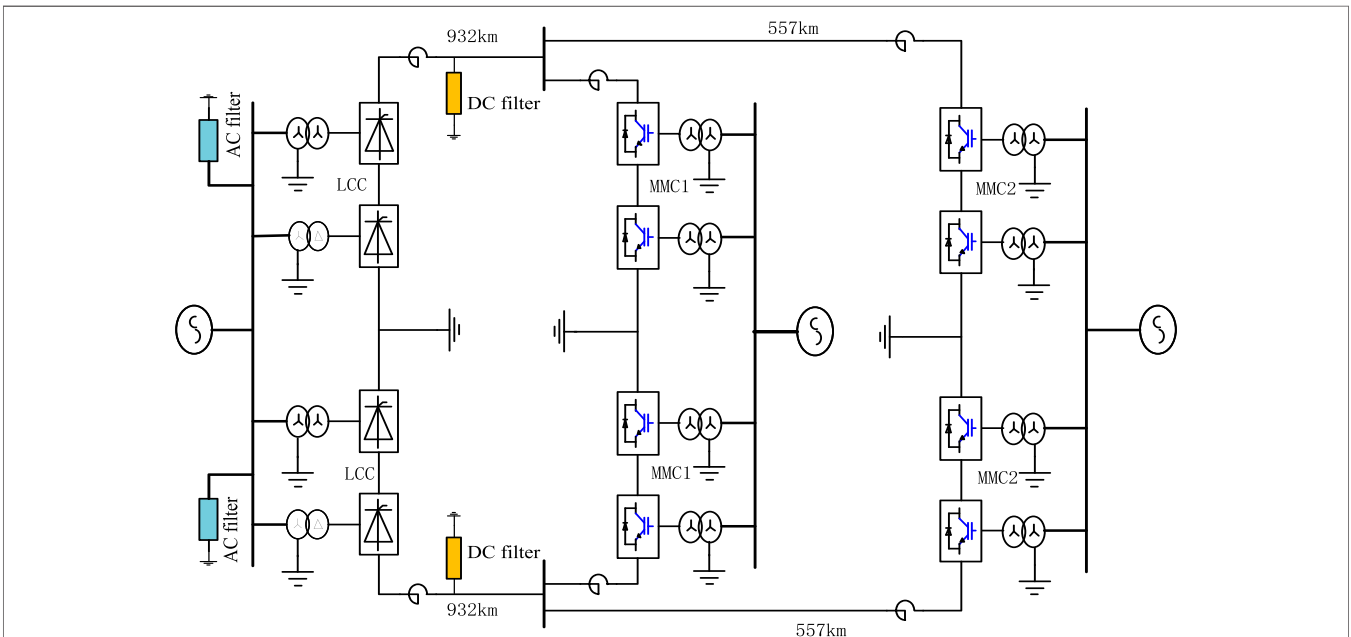 557km
932km
DC filter
AC filter
LCC
MMC1
MMC2
LCC
MMC1
MMC2
AC filter
DC filter
932km
557km